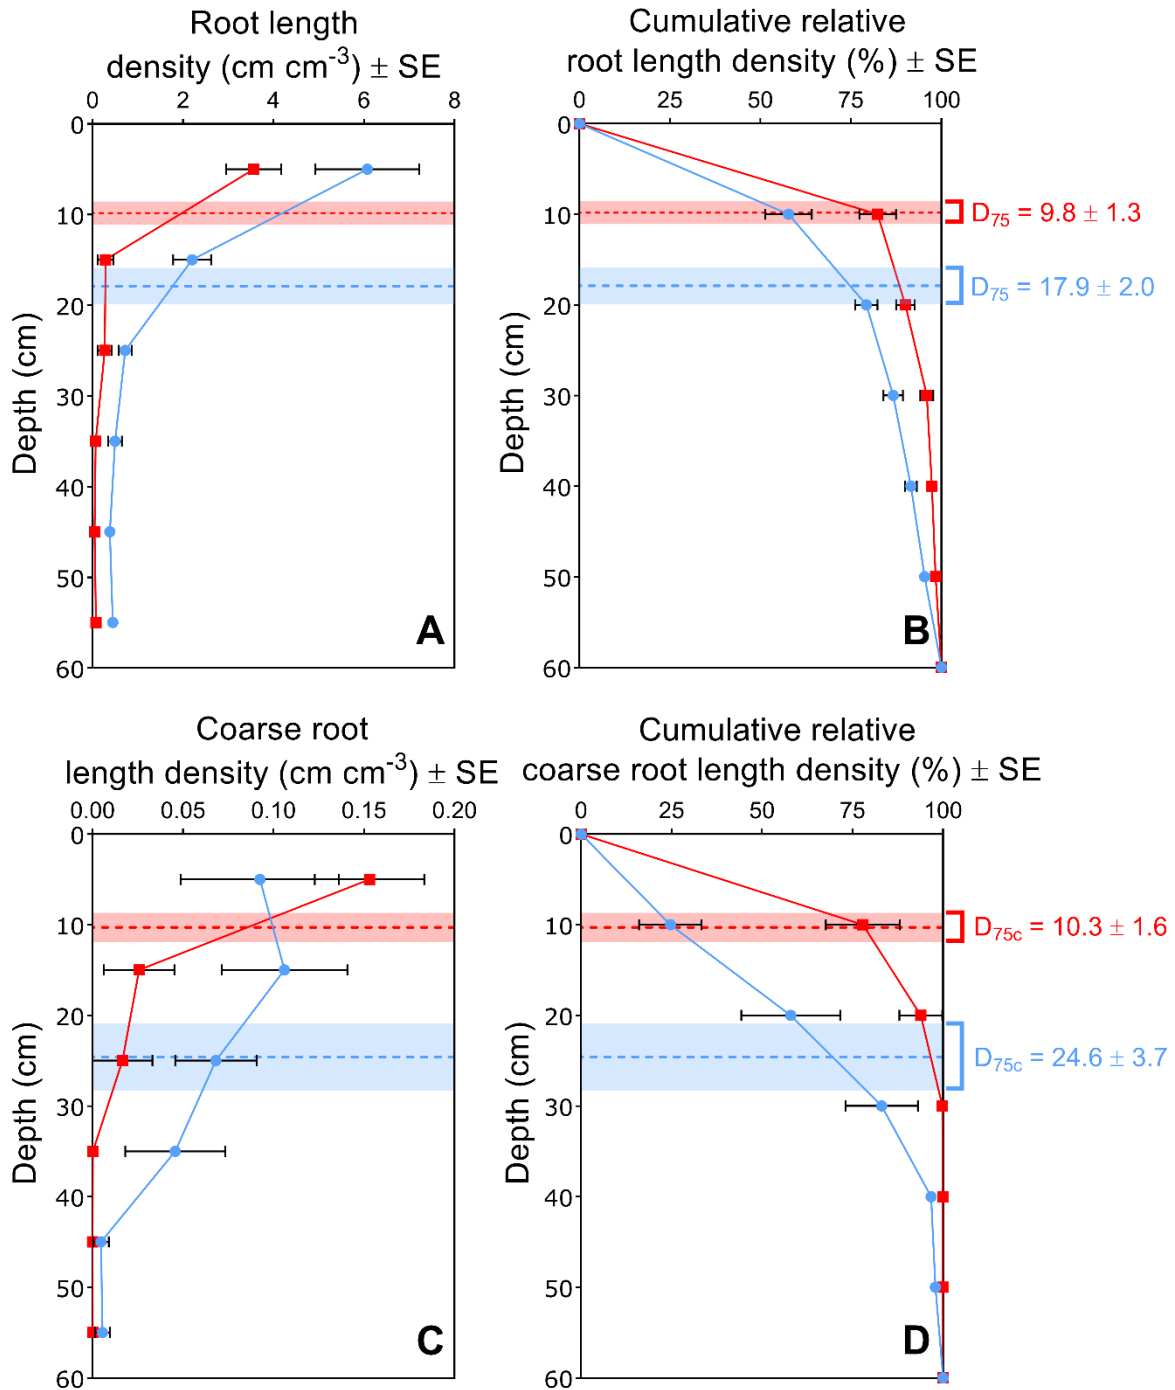 Root length
density (cm cm-3) ± SE
0 2 4 6 8
0
10
20
30
40
50
60
Depth (cm)
A
Cumulative relative
root length density (%) ± SE
0 25 50 75 100
0
10
20
30
40
50
60
Depth (cm)
B
D75 = 9.8 ± 1.3
D75 = 17.9 ± 2.0
Coarse root
length density (cm cm-3) ± SE
0.00 0.05 0.10 0.15 0.20
0
10
20
30
40
50
60
Depth (cm)
C
Cumulative relative
coarse root length density (%) ± SE
0 25 50 75 100
0
10
20
30
40
50
60
Depth (cm)
D
D75c = 10.3 ± 1.6
D75c = 24.6 ± 3.7